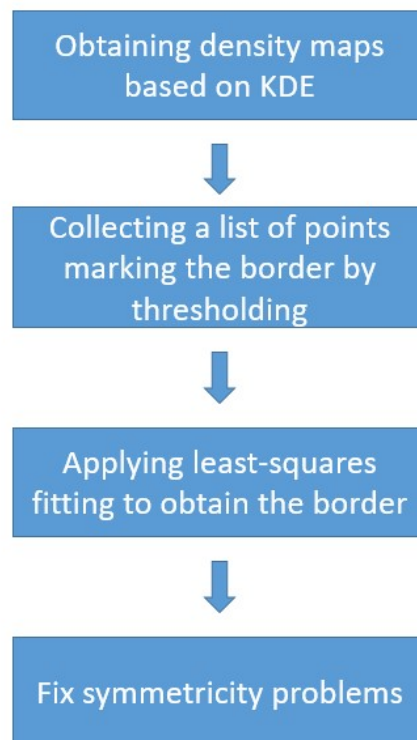 Obtaining density maps
based on KDE
Collecting a list of points
marking the border by
thresholding
Applying least-squares
fitting to obtain the border
Fix symmetricity problems